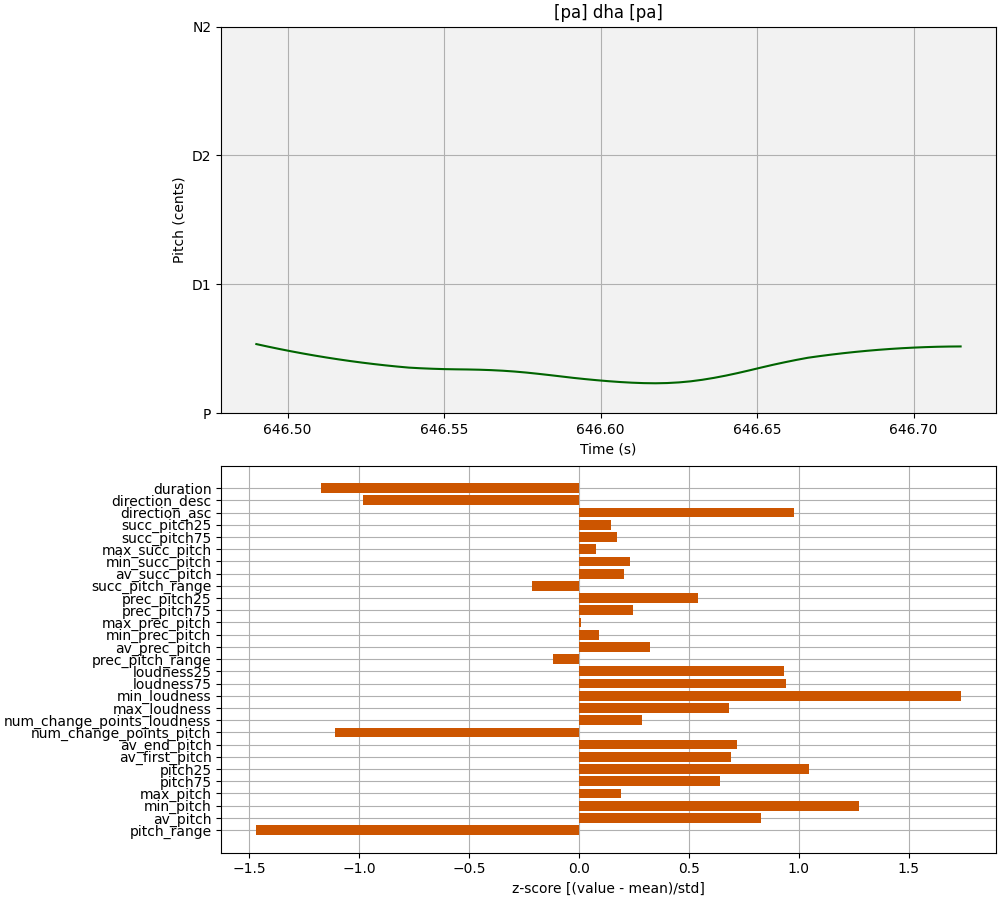 [pa] dha [pa]
N2
D2
D1
P
Pitch (cents)
646.50 646.55 646.60 646.65 646.70
Time (s)
duration
direction_desc
direction_asc
succ_pitch25
succ_pitch75
max_succ_pitch
min_succ_pitch
av_succ_pitch
succ_pitch_range
prec_pitch25
prec_pitch75
max_prec_pitch
min_prec_pitch
av_prec_pitch
prec_pitch_range
loudness25
loudness75
min_loudness
max_loudness
num_change_points_loudness
num_change_points_pitch
av_end_pitch
av_first_pitch
pitch25
pitch75
max_pitch
min_pitch
av_pitch
pitch_range
−1.5 −1.0 −0.5 0.0 0.5 1.0 1.5
z-score [(value - mean)/std]